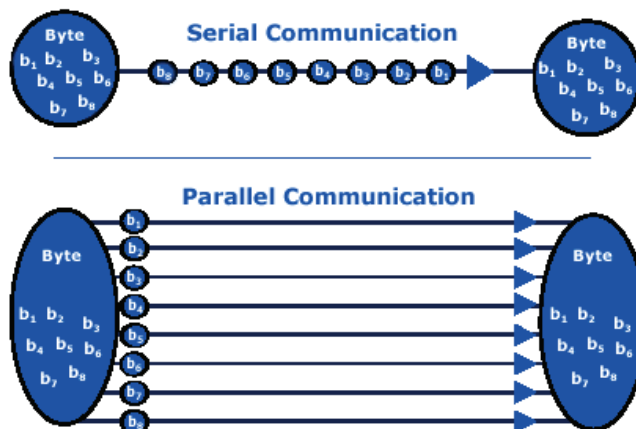 Serial Communication
Byte
b1 b2 b3
b4 b5 b6
b7 b8
b8 b7 b6 b5 b4 b3 b2 b1
Byte
b1 b2 b3
b4 b5 b6
b7 b8
Parallel Communication
Byte
b1 b2 b3
b4 b5 b6
b7 b8
b1
b2
b3
b4
b5
b6
b7
b8
Byte
b1 b2 b3
b4 b5 b6
b7 b8